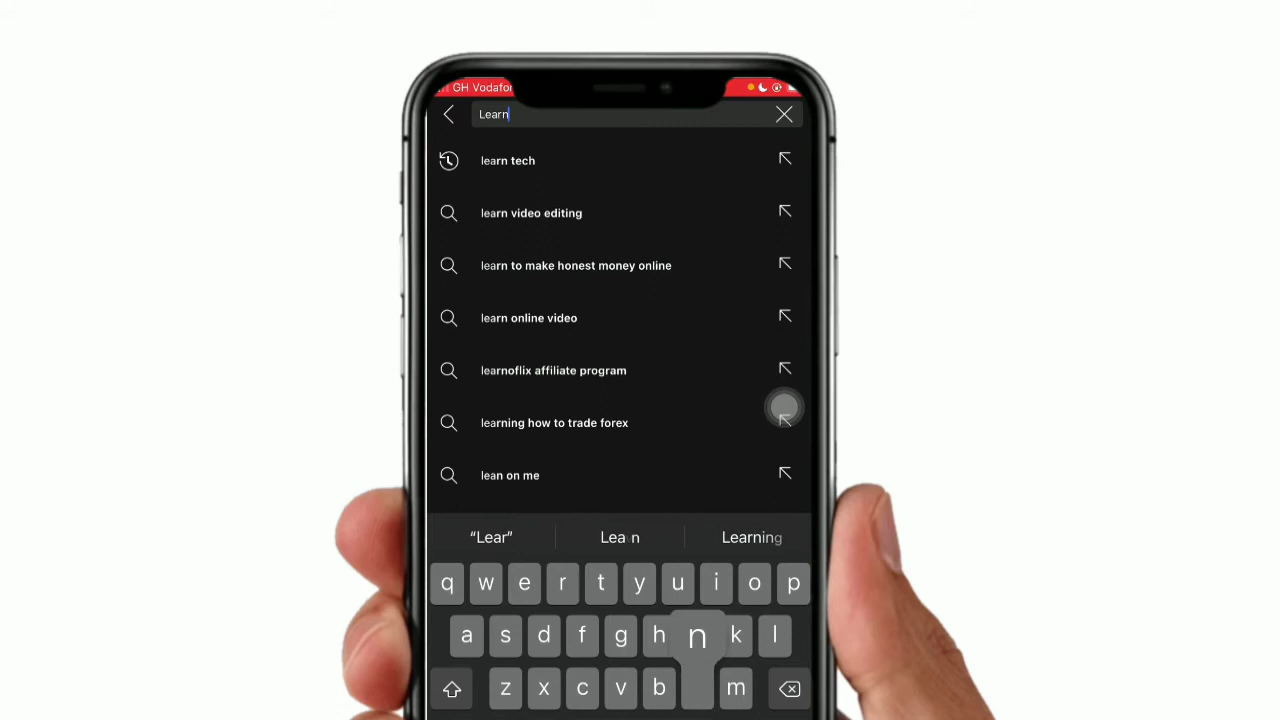 GH Vodafor
Learn
learn tech
learn video editing
learn to make honest money online
learn online video
learnoflix affiliate program
learning how to trade forex
lean on me
“Lear” Lea n Learning
q w e r t y u i o p
a s d f g h n k l
z x c v b m